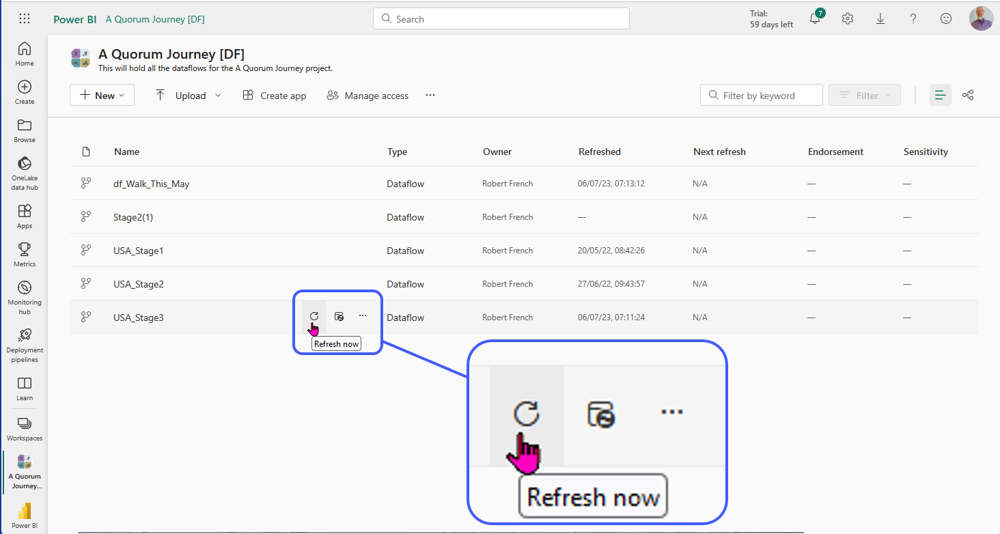 Power BI A Quorum Journey [DF]
Search
Trial:
59 days left
7
Home
Create
Browse
OneLake
data hub
Apps
Metrics
Monitoring
hub
Deployment
pipelines
Learn
Workspaces
A Quorum
Journey...
Power BI
A Quorum Journey [DF]
This will hold all the dataflows for the A Quorum Journey project.
New Upload Create app Manage access ...
Filter by keyword Filter
Name Type Owner Refreshed Next refresh Endorsement Sensitivity
df_Walk_This_May Dataflow Robert French 06/07/23, 07:13:12 N/A — —
Stage2(1) Dataflow Robert French — N/A — —
USA_Stage1 Dataflow Robert French 20/05/22, 08:42:26 N/A — —
USA_Stage2 Dataflow Robert French 27/06/22, 09:43:57 N/A — —
USA_Stage3 ... Dataflow Robert French 06/07/23, 07:11:24 N/A — —
Refresh now
...
Refresh now